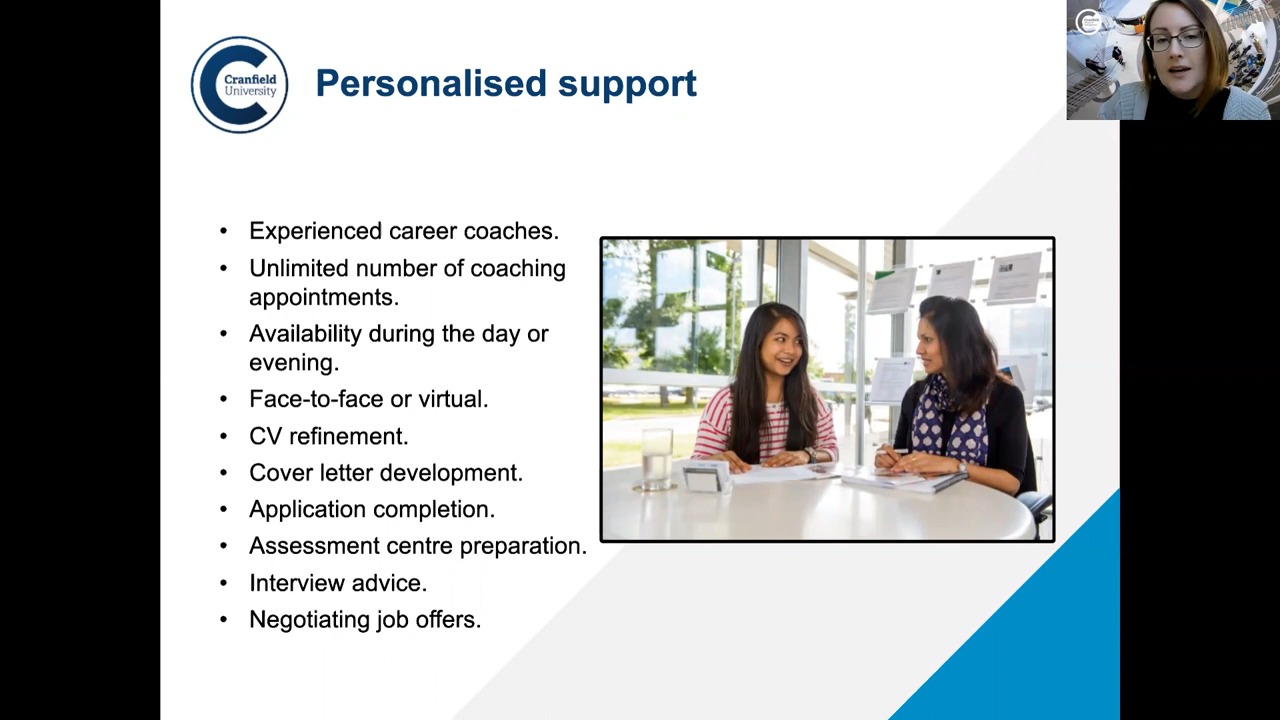 Cranfield
University
Personalised support
• Experienced career coaches.
• Unlimited number of coaching
appointments.
• Availability during the day or
evening.
• Face-to-face or virtual.
• CV refinement.
• Cover letter development.
• Application completion.
• Assessment centre preparation.
• Interview advice.
• Negotiating job offers.